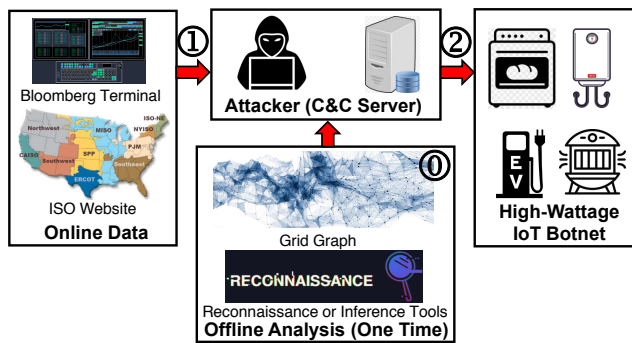 ①
②
Bloomberg Terminal
ISO-NE
Northwest
MISO
NYISO
PJM
CAISO
SPP
Southwest
Southeast
ERCOT
ISO Website
Online Data
Attacker (C&C Server)
⓪
Grid Graph
RECONNAISSANCE
Reconnaissance or Inference Tools
Offline Analysis (One Time)
EV
High-Wattage
IoT Botnet